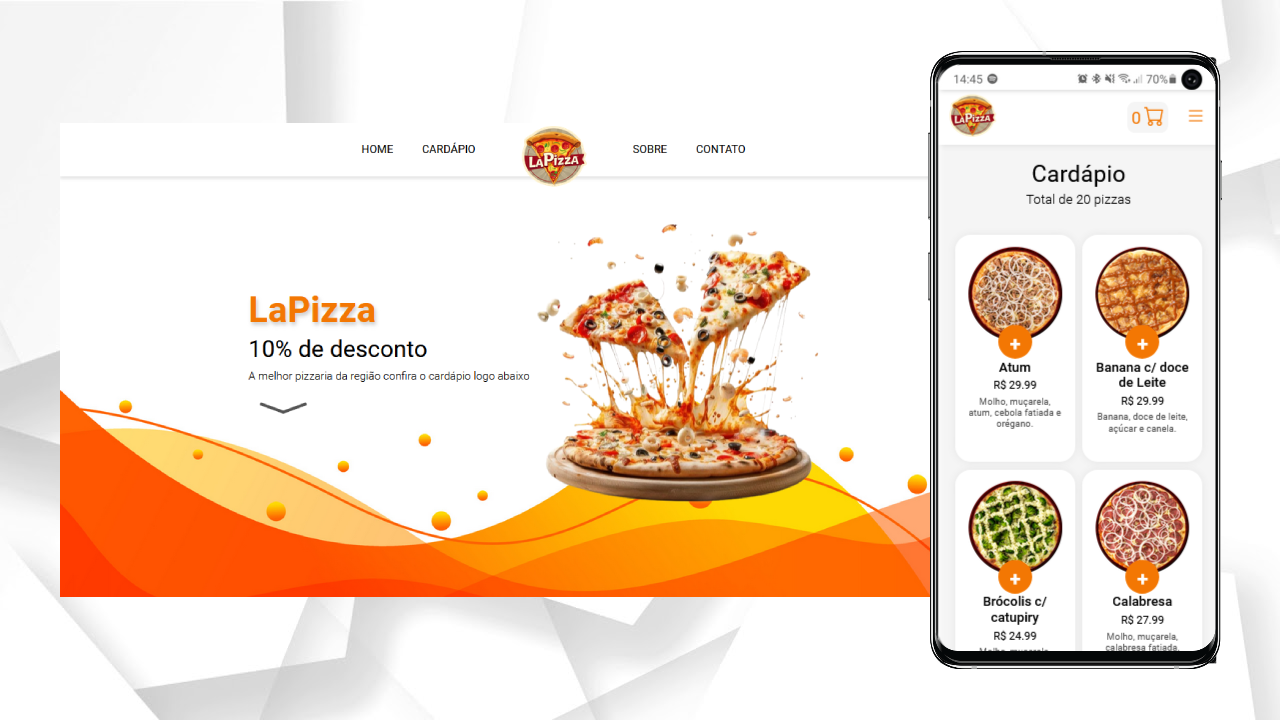 HOME CARDÁPIO LAPIZZA SOBRE CONTATO
LaPizza
10% de desconto
A melhor pizzaria da região confira o cardápio logo abaixo
14:45 70%
LAPIZZA 0
Cardápio
Total de 20 pizzas
+
Atum
R$ 29.99
Molho, muçarela,
atum, cebola fatiada e
orégano.
+
Banana c/ doce
de Leite
R$ 29.99
Banana, doce de leite,
açúcar e canela.
+
Brócolis c/
catupiry
R$ 24.99
Molho, muçarela,
+
Calabresa
R$ 27.99
Molho, muçarela,
calabresa fatiada,